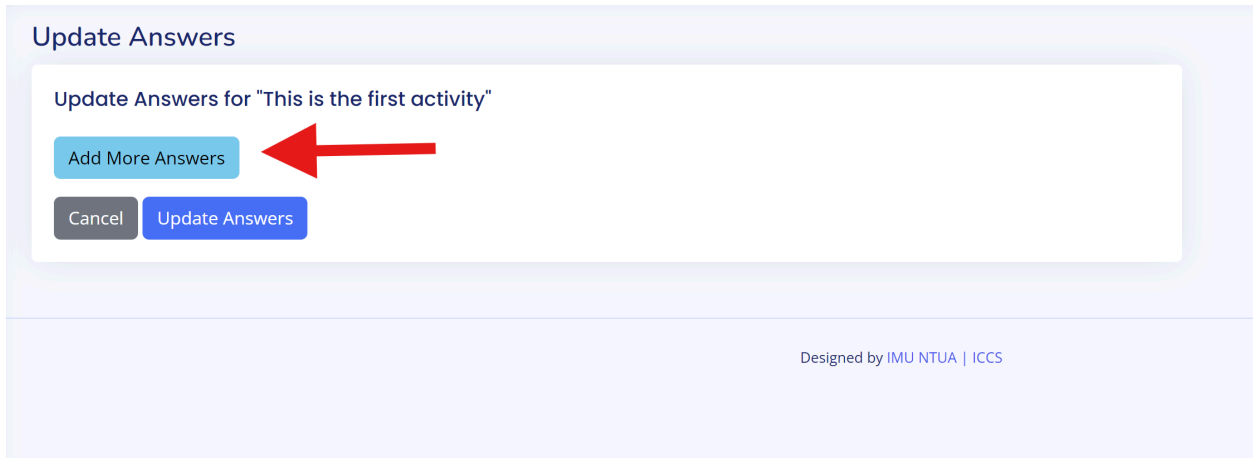 Update Answers
Update Answers for "This is the first activity"
Add More Answers
Cancel Update Answers
Designed by IMU NTUA | ICCS